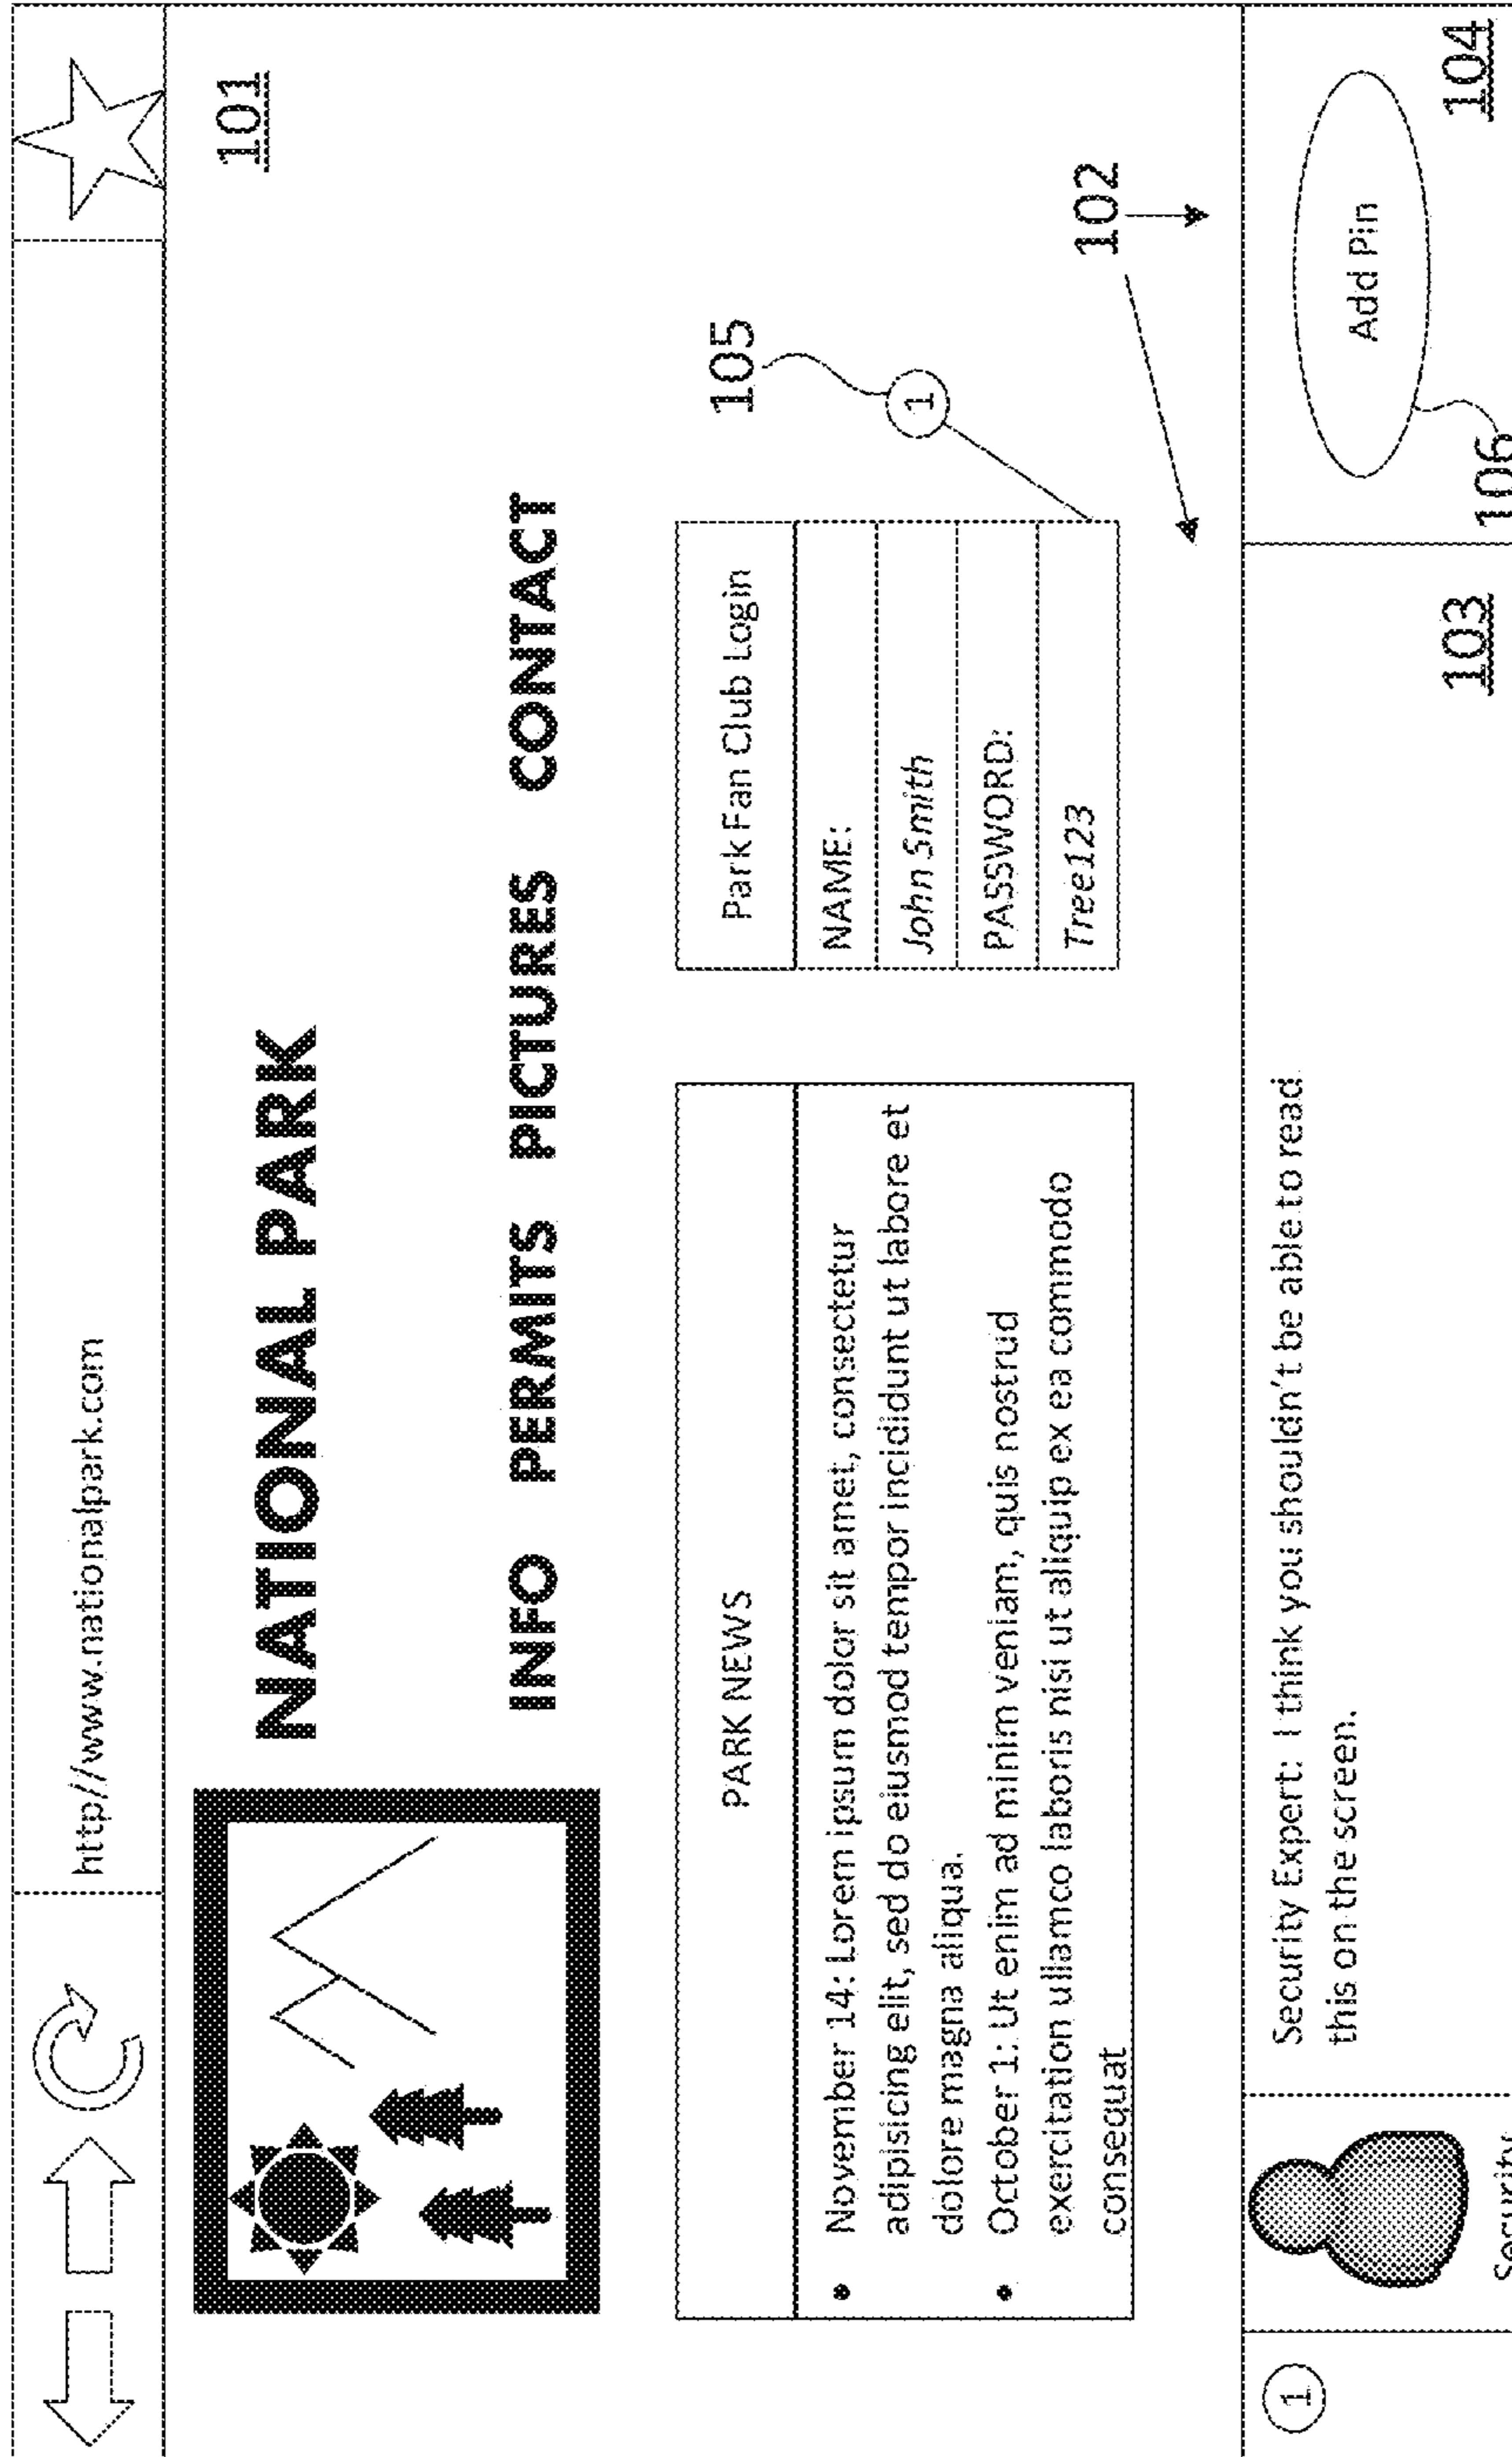 http//www.nationalpark.com
101
NATIONAL PARK
INFO PERMITS PICTURES CONTACT
PARK NEWS
• November 14: Lorem ipsum dolor sit amet, consectetur
adipisicing elit, sed do eiusmod tempor incididunt ut labore et
dolore magna aliqua.
• October 1: Ut enim ad minim veniam, quis nostrud
exercitation ullamco laboris nisi ut aliquip ex ea commodo
consequat
Park Fan Club Login
NAME:
John Smith
PASSWORD:
Tree123
105
1
102
1
Security
Security Expert: I think you shouldn't be able to read
this on the screen.
103
Add Pin
106
104